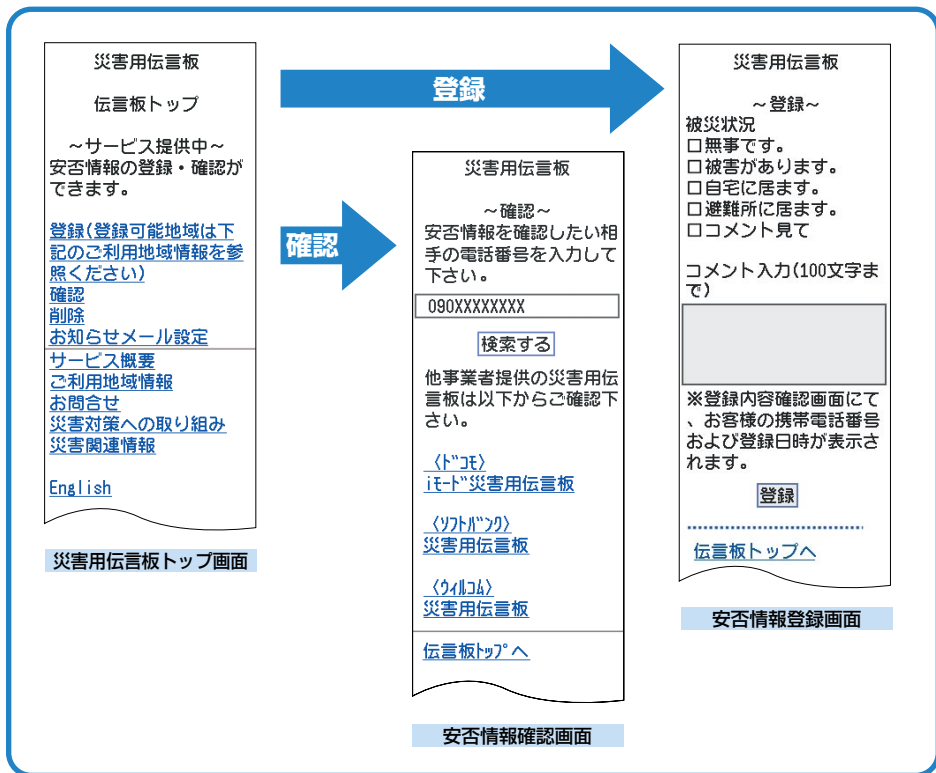 災害用伝言板
伝言板トップ
～サービス提供中～
安否情報の登録・確認が
できます。
登録(登録可能地域は下
記のご利用地域情報を参
照ください)
確認
削除
お知らせメール設定
サービス概要
ご利用地域情報
お問合せ
災害対策への取り組み
災害関連情報
English
災害用伝言板トップ画面
登録
確認
災害用伝言板
～確認～
安否情報を確認したい相
手の電話番号を入力して
下さい。
090XXXXXXXX
検索する
他事業者提供の災害用伝
言板は以下からご確認下
さい。
〈ﾄﾞｺﾓ〉
iﾓｰﾄﾞ災害用伝言板
〈ｿﾌﾄﾊﾞﾝｸ〉
災害用伝言板
〈ｳｨﾙｺﾑ〉
災害用伝言板
伝言板ﾄｯﾌﾟへ
安否情報確認画面
災害用伝言板
～登録～
被災状況
□無事です。
□被害があります。
□自宅に居ます。
□避難所に居ます。
□コメント見て
コメント入力(100文字ま
で)
※登録内容確認画面にて
、お客様の携帯電話番号
および登録日時が表示さ
れます。
登録
伝言板トップへ
安否情報登録画面